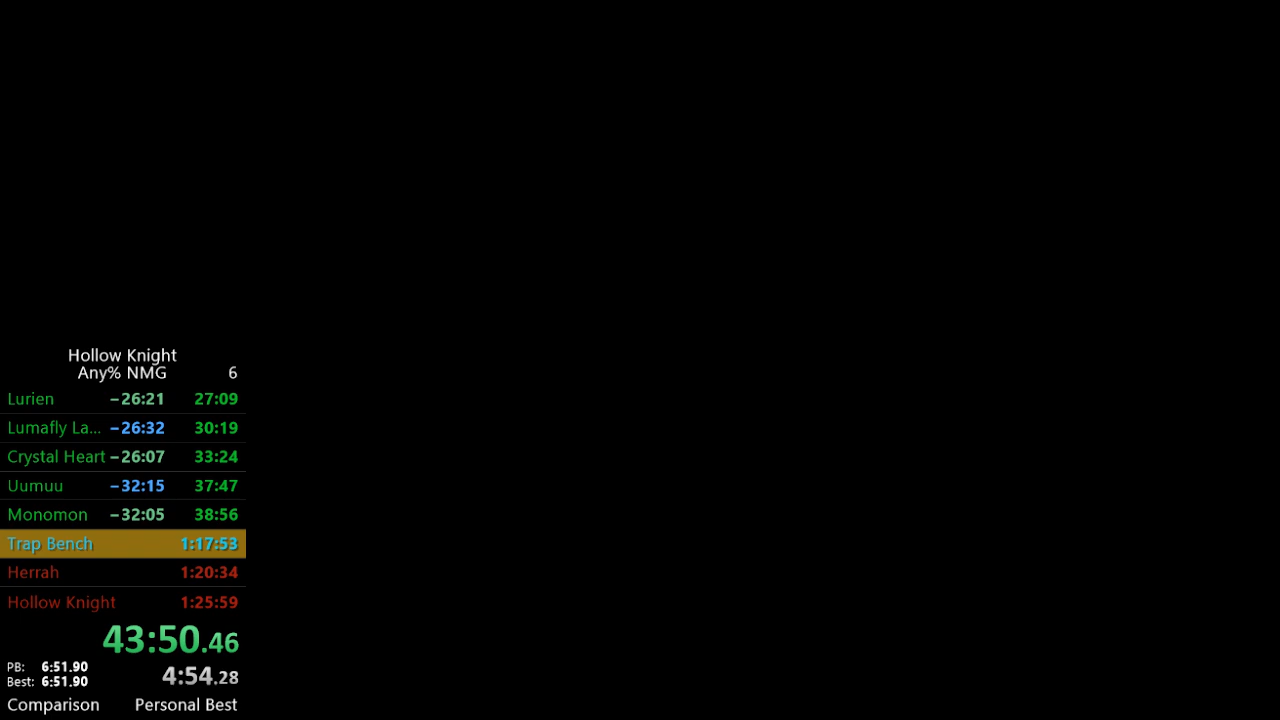 Hollow Knight
Any% NMG 6
Lurien −26:21 27:09
Lumafly La... −26:32 30:19
Crystal Heart −26:07 33:24
Uumuu −32:15 37:47
Monomon −32:05 38:56
Trap Bench 1:17:53
Herrah 1:20:34
Hollow Knight 1:25:59
43:50.46
PB: 6:51.90
Best: 6:51.90
4:54.28
Comparison Personal Best